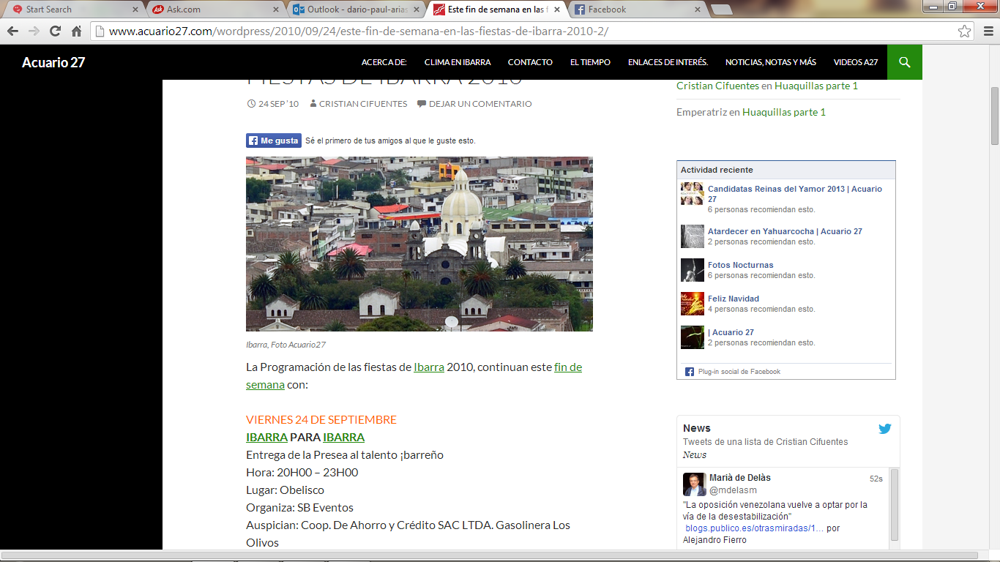 Start Search
Ask.com
Outlook - dario-paul-arias
Este fin de semana en las f
Facebook
www.acuario27.com/wordpress/2010/09/24/este-fin-de-semana-en-las-fiestas-de-ibarra-2010-2/
Acuario 27
ACERCA DE:
CLIMA EN IBARRA
CONTACTO
EL TIEMPO
ENLACES DE INTERÉS.
NOTICIAS, NOTAS Y MÁS
VIDEOS A27
FIESTAS DE IBARRA 2010
24 SEP '10
CRISTIAN CIFUENTES
DEJAR UN COMENTARIO
Me gusta
Sé el primero de tus amigos al que le guste esto.
Ibarra, Foto Acuario27
La Programación de las fiestas de Ibarra 2010, continuan este fin de
semana con:
VIERNES 24 DE SEPTIEMBRE
IBARRA PARA IBARRA
Entrega de la Presea al talento ¡barreño
Hora: 20H00 – 23H00
Lugar: Obelisco
Organiza: SB Eventos
Auspician: Coop. De Ahorro y Crédito SAC LTDA. Gasolinera Los
Olivos
Cristian Cifuentes en Huaquillas parte 1
Emperatriz en Huaquillas parte 1
Actividad reciente
Candidatas Reinas del Yamor 2013 | Acuario
27
6 personas recomiendan esto.
Atardecer en Yahuarcocha | Acuario 27
2 personas recomiendan esto.
Fotos Nocturnas
6 personas recomiendan esto.
Feliz Navidad
4 personas recomiendan esto.
| Acuario 27
2 personas recomiendan esto.
Plug-in social de Facebook
News
Tweets de una lista de Cristian Cifuentes
News
Marià de Delàs
52s
@mdelasm
"La oposición venezolana vuelve a optar por la
vía de la desestabilización"
blogs.publico.es/otrasmiradas/1… por
Alejandro Fierro